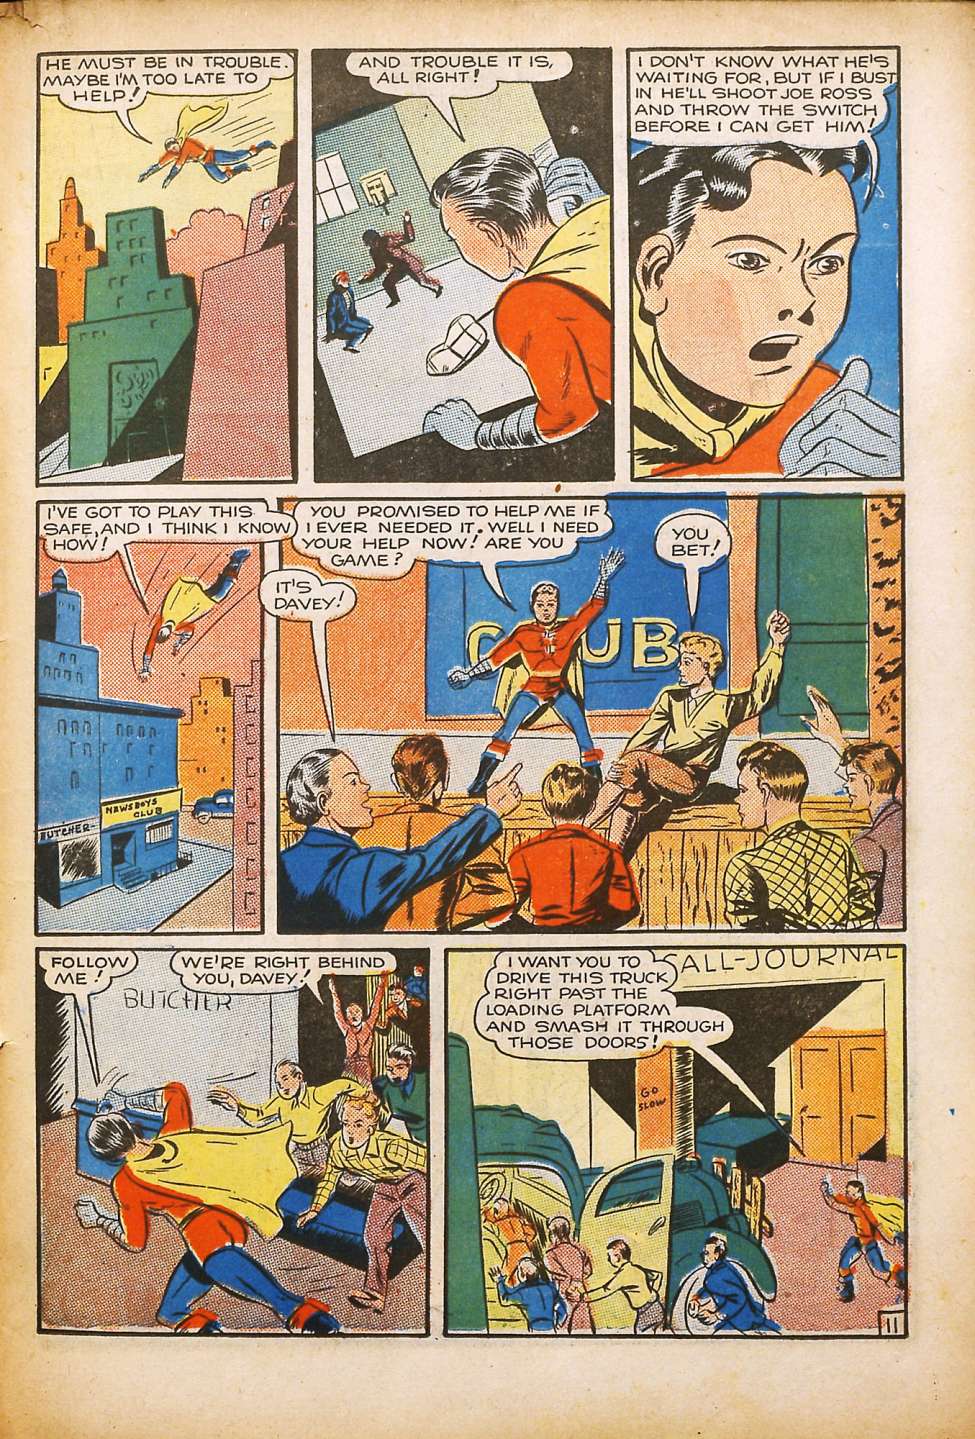 HE MUST BE IN TROUBLE.
MAYBE I'M TOO LATE TO
HELP!
AND TROUBLE IT IS,
ALL RIGHT!
I DON'T KNOW WHAT HE'S
WAITING FOR, BUT IF I BUST
IN HE'LL SHOOT JOE ROSS
AND THROW THE SWITCH
BEFORE I CAN GET HIM!
I'VE GOT TO PLAY THIS
SAFE, AND I THINK I KNOW
HOW!
BUTCHER-
NEWSBOYS
CLUB
YOU PROMISED TO HELP ME IF
I EVER NEEDED IT. WELL I NEED
YOUR HELP NOW! ARE YOU
GAME?
IT'S
DAVEY!
YOU
BET!
CLUB
FOLLOW
ME!
WE'RE RIGHT BEHIND
YOU, DAVEY!
BUTCHER
I WANT YOU TO
DRIVE THIS TRUCK
RIGHT PAST THE
LOADING PLATFORM
AND SMASH IT THROUGH
THOSE DOORS!
CALL-JOURNAL
GO
SLOW
11